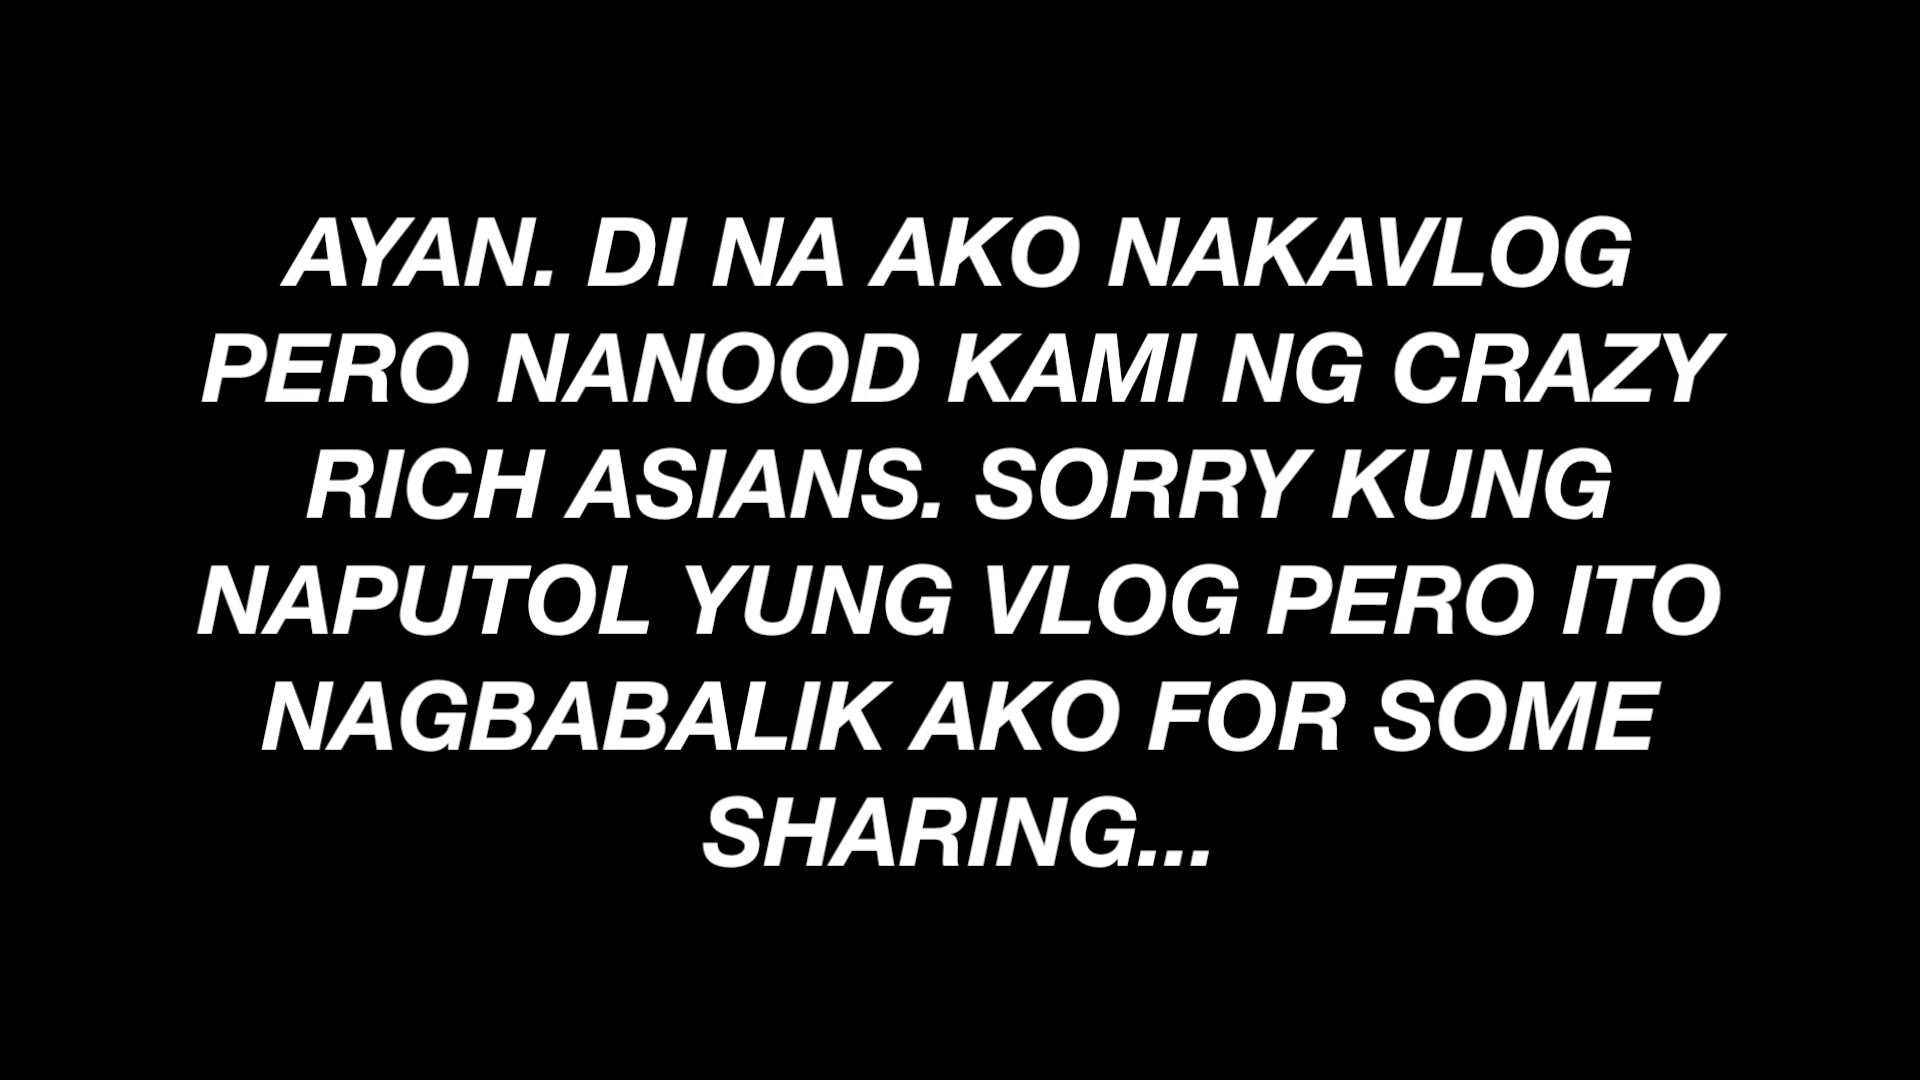 AYAN. DI NA AKO NAKAVLOG
PERO NANOOD KAMI NG CRAZY
RICH ASIANS. SORRY KUNG
NAPUTOL YUNG VLOG PERO ITO
NAGBABALIK AKO FOR SOME
SHARING...